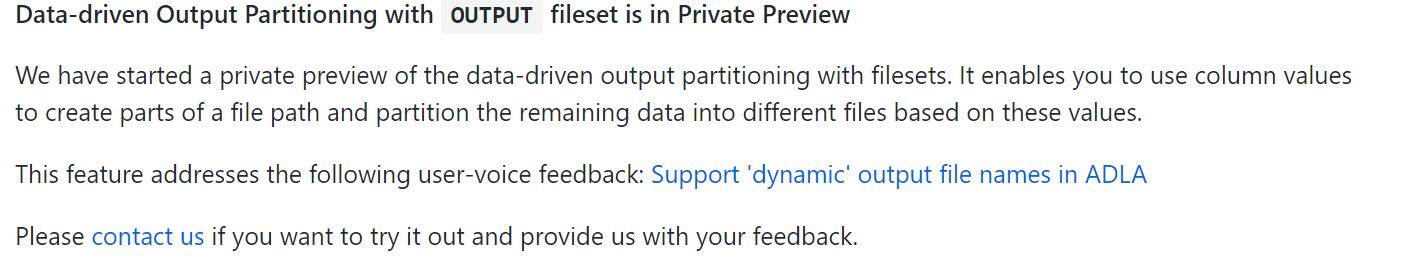 Data-driven Output Partitioning with OUTPUT fileset is in Private Preview
We have started a private preview of the data-driven output partitioning with filesets. It enables you to use column values
to create parts of a file path and partition the remaining data into different files based on these values.
This feature addresses the following user-voice feedback: Support 'dynamic' output file names in ADLA
Please contact us if you want to try it out and provide us with your feedback.